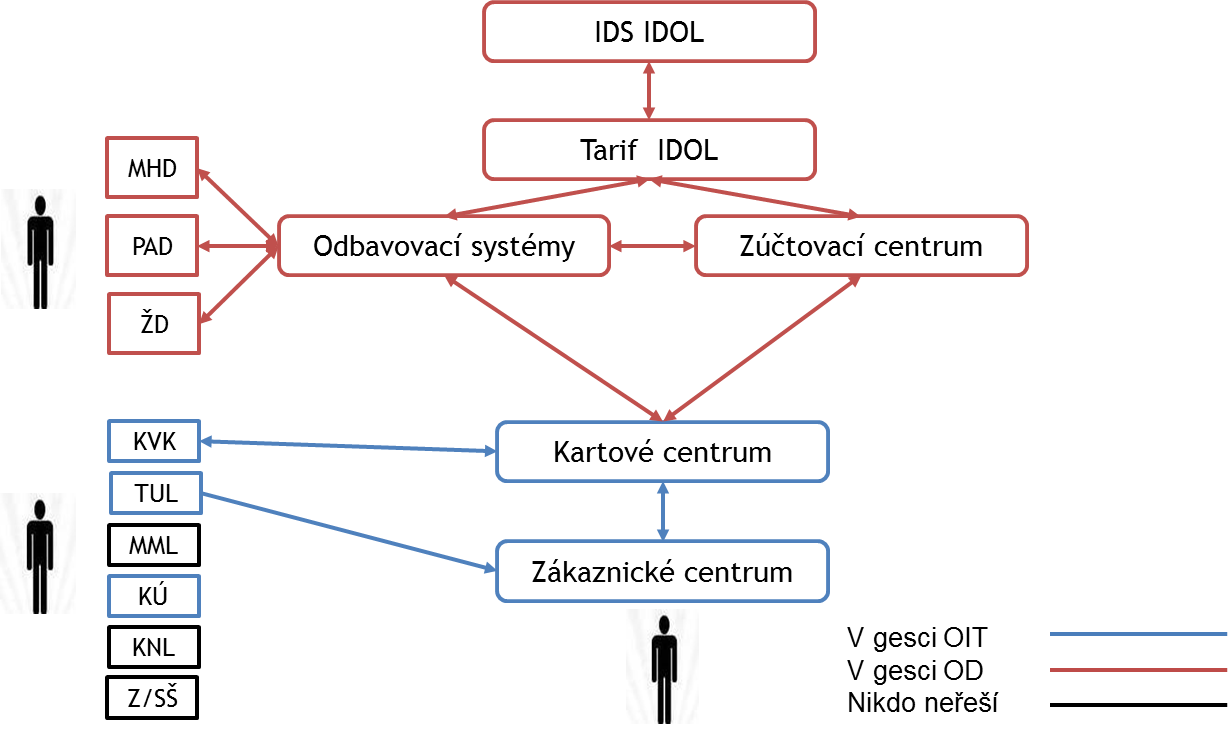 IDS IDOL
Tarif IDOL
MHD
PAD
ŽD
Odbavovací systémy
Zúčtovací centrum
KVK
TUL
MML
KÚ
KNL
Z/SŠ
Kartové centrum
Zákaznické centrum
V gesci OIT
V gesci OD
Nikdo neřeší